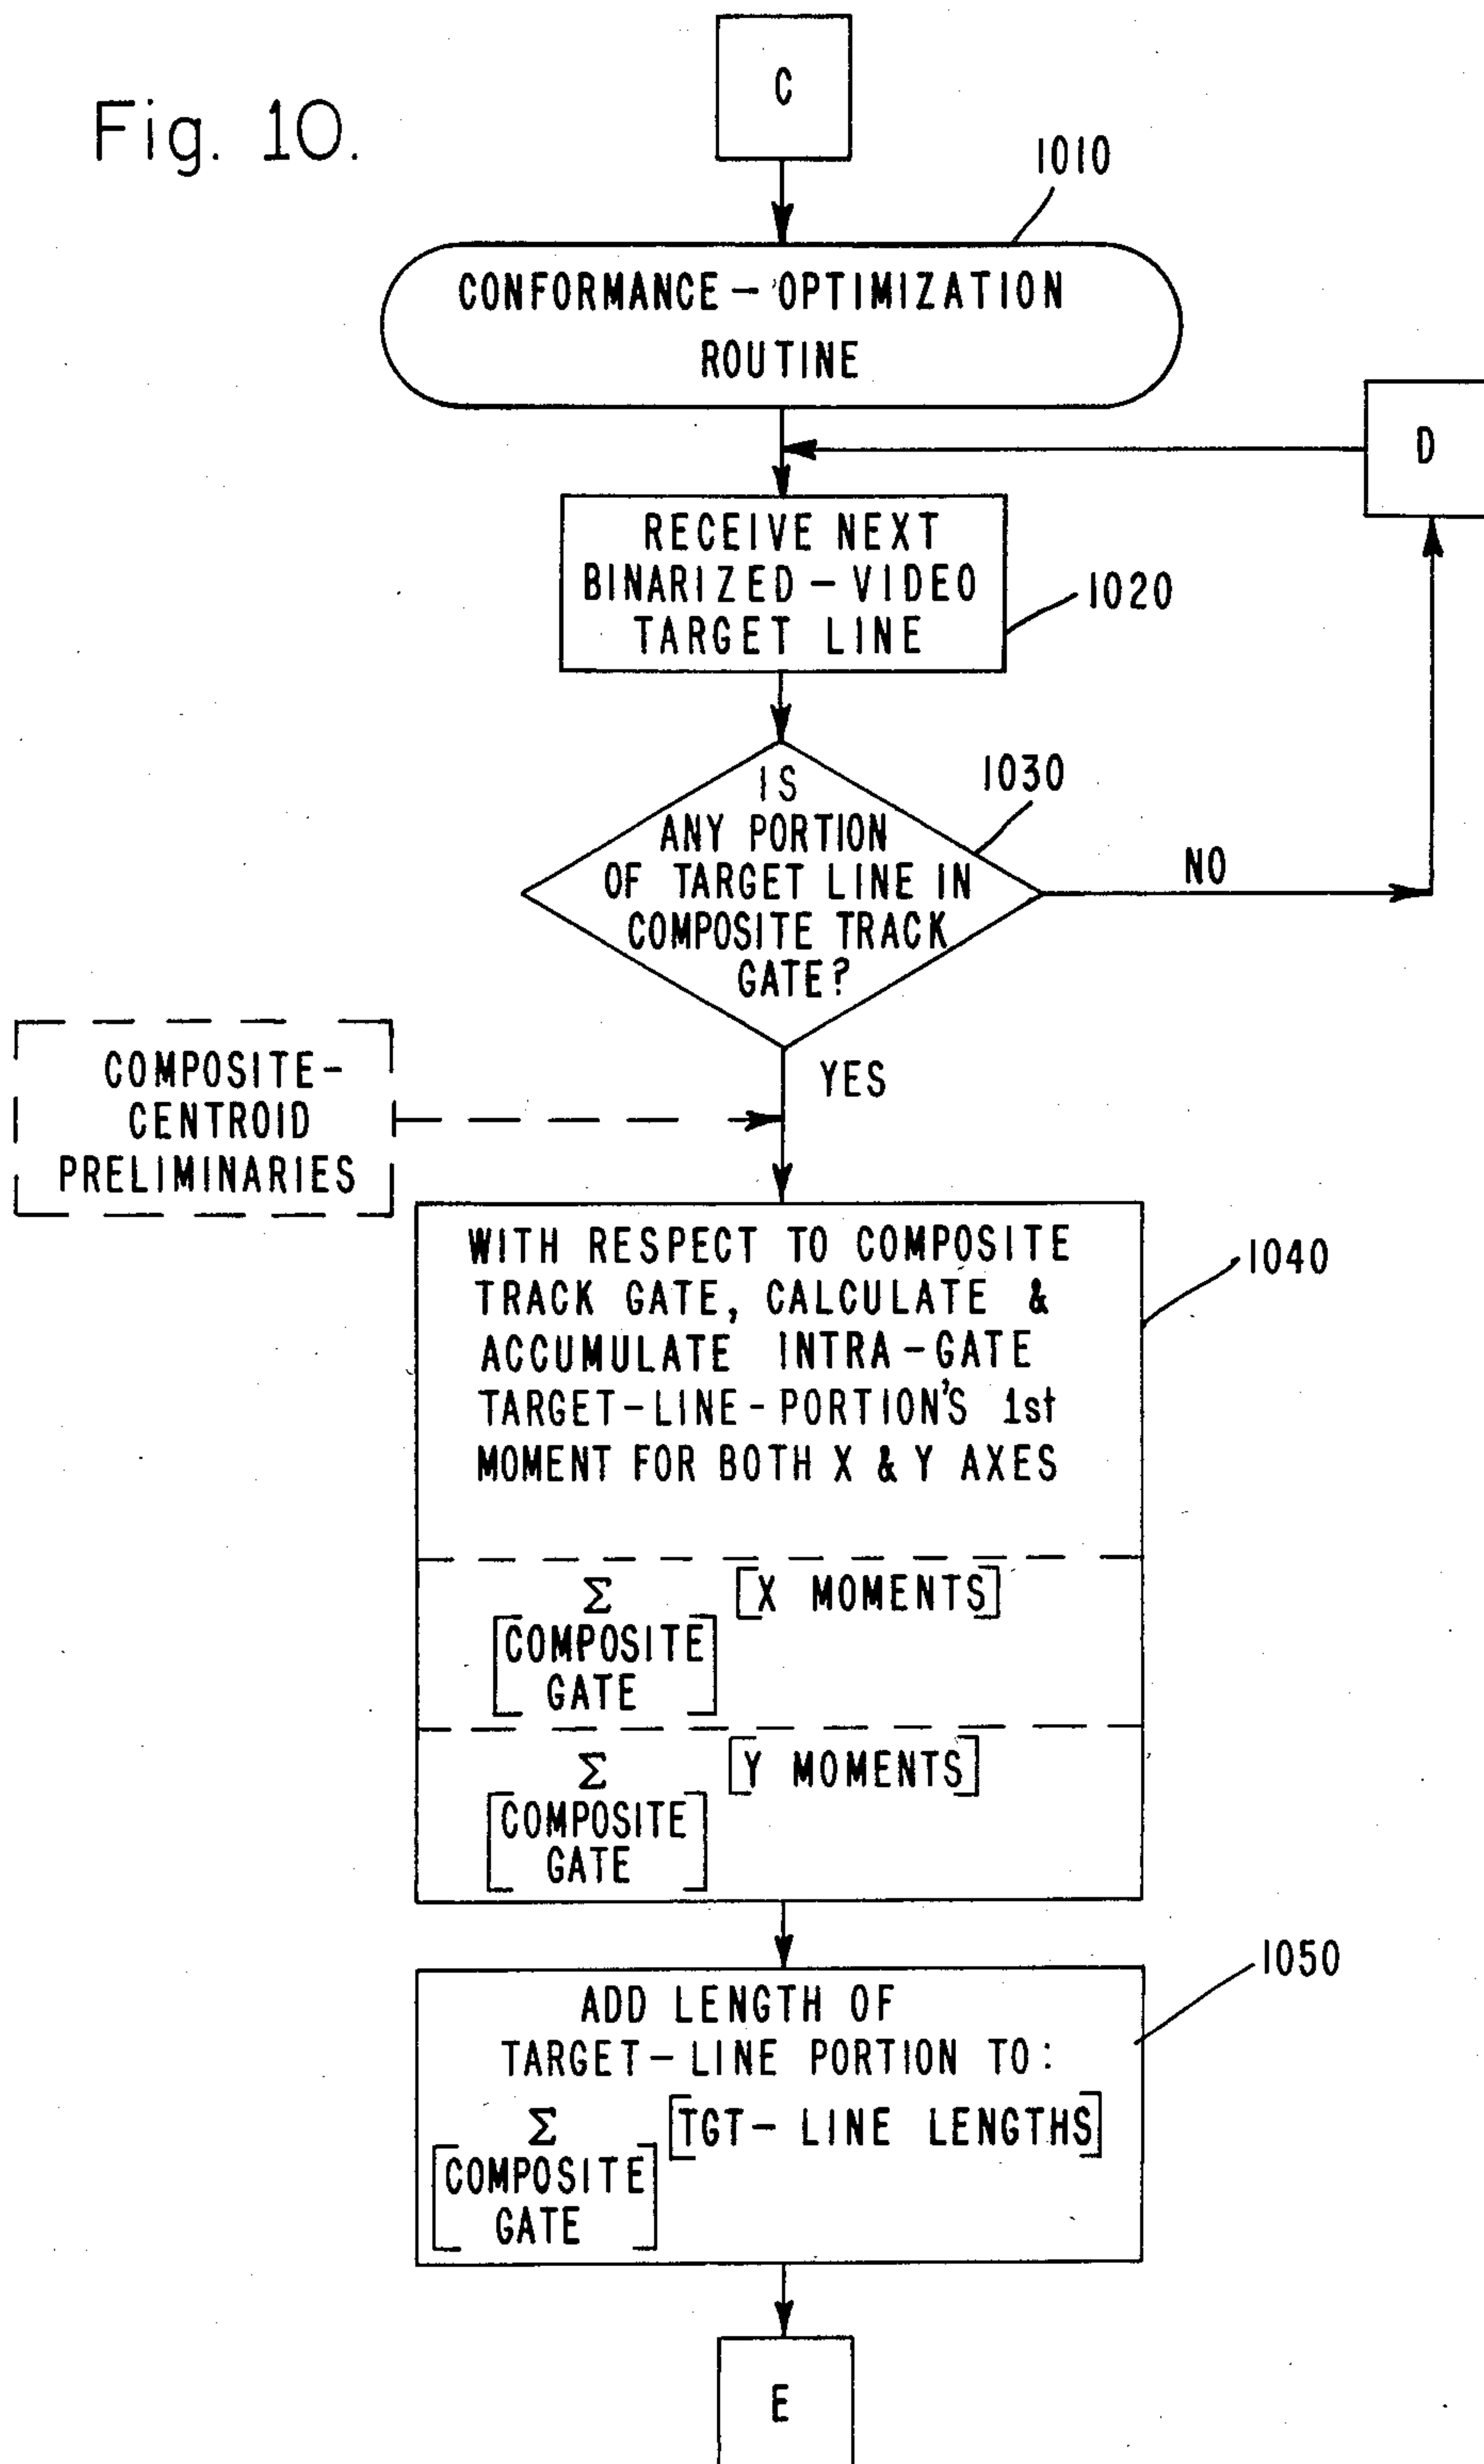 Fig. 10.
C
1010
CONFORMANCE - OPTIMIZATION
ROUTINE
D
RECEIVE NEXT
BINARIZED - VIDEO
TARGET LINE
1020
IS
ANY PORTION
OF TARGET LINE IN
COMPOSITE TRACK
GATE?
1030
NO
YES
COMPOSITE-
CENTROID
PRELIMINARIES
WITH RESPECT TO COMPOSITE
TRACK GATE, CALCULATE &
ACCUMULATE INTRA-GATE
TARGET-LINE-PORTION'S 1st
MOMENT FOR BOTH X & Y AXES
1040
Σ [X MOMENTS]
[COMPOSITE
GATE]
Σ [Y MOMENTS]
[COMPOSITE
GATE]
1050
ADD LENGTH OF
TARGET-LINE PORTION TO:
Σ [TGT- LINE LENGTHS]
[COMPOSITE
GATE]
E